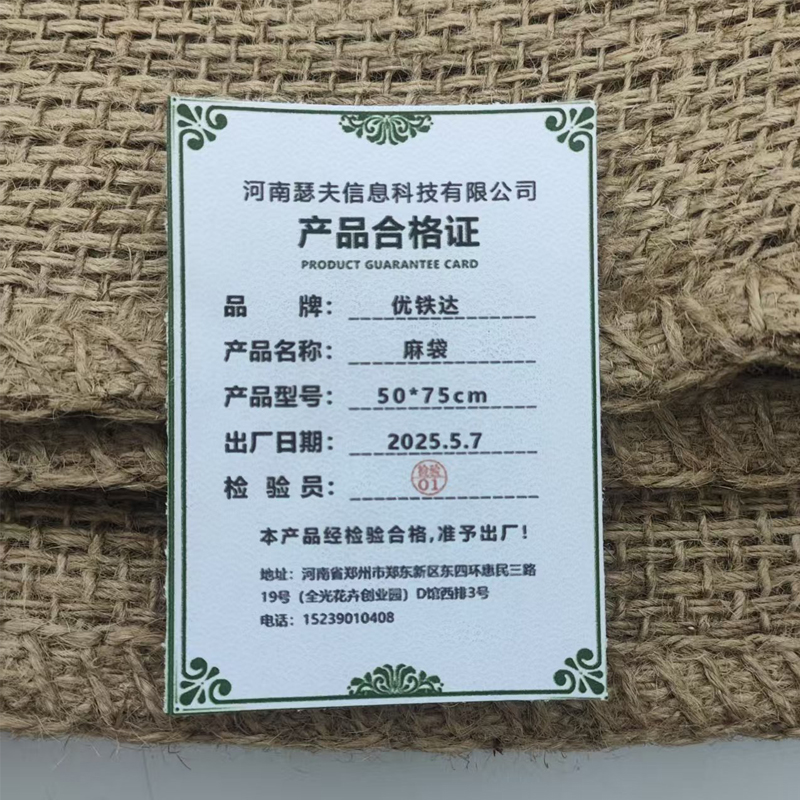 河南瑟夫信息科技有限公司
产品合格证
PRODUCT GUARANTEE CARD
品 牌： 优铁达
产品名称： 麻袋
产品型号： 50*75cm
出厂日期： 2025.5.7
检 验 员： 检验 01
本产品经检验合格,准予出厂!
地址：河南省郑州市郑东新区东四环惠民三路
19号（全光花卉创业园）D馆西排3号
电话：15239010408